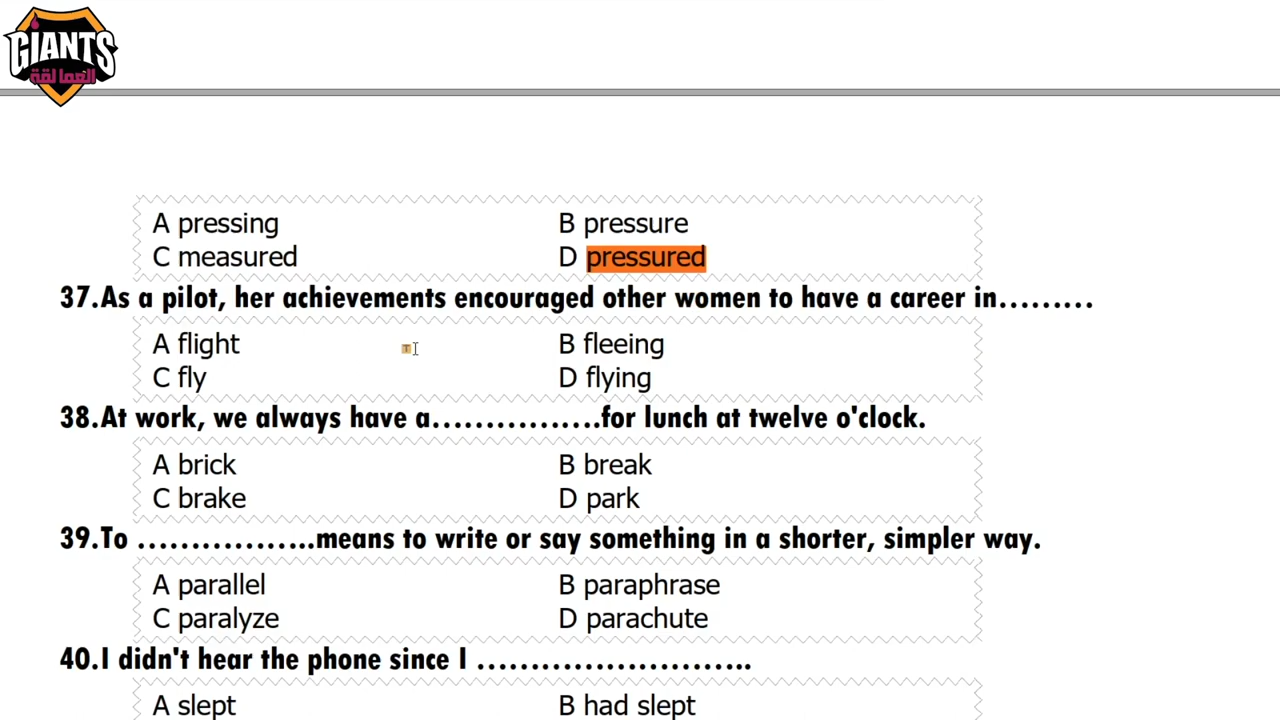 GIANTS
العمالقة
A pressing B pressure
C measured D pressured
37.As a pilot, her achievements encouraged other women to have a career in………
A flight B fleeing
C fly D flying
38.At work, we always have a…………….for lunch at twelve o'clock.
A brick B break
C brake D park
39.To ……………..means to write or say something in a shorter, simpler way.
A parallel B paraphrase
C paralyze D parachute
40.I didn't hear the phone since I ……………………..
A slept B had slept